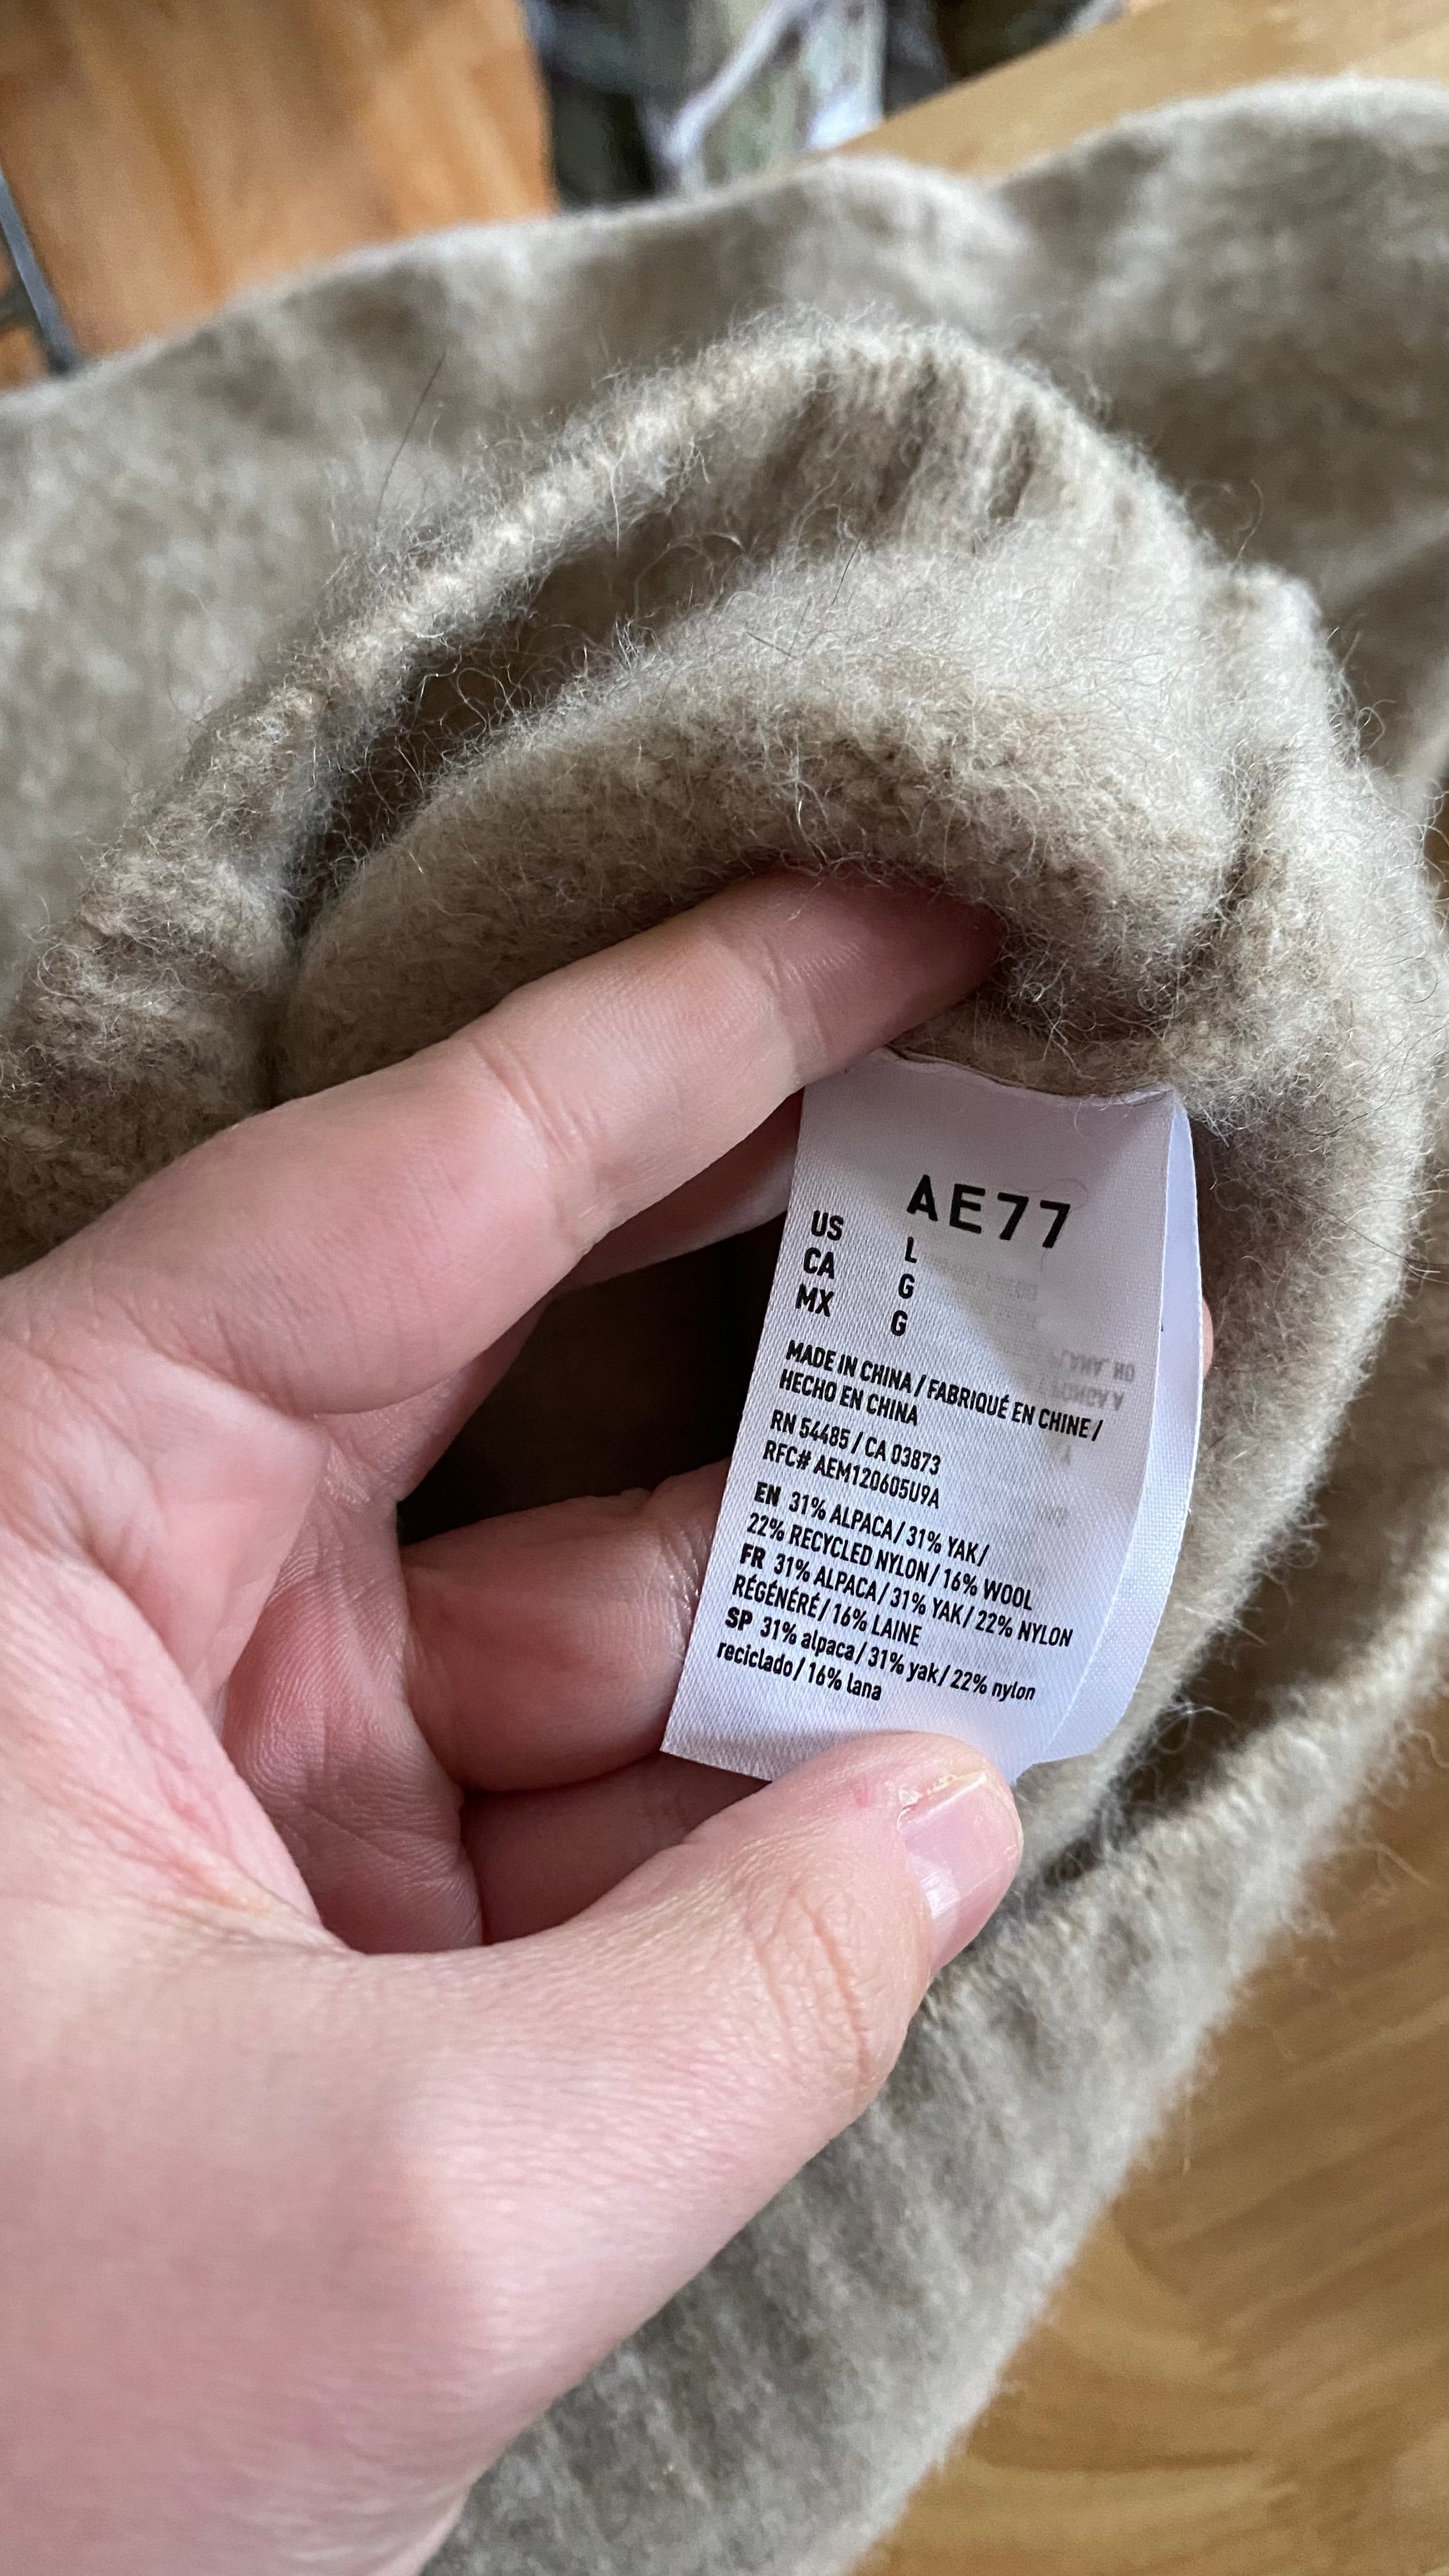 AE77
US L
CA G
MX G
MADE IN CHINA / FABRIQUÉ EN CHINE /
HECHO EN CHINA
RN 54485 / CA 03873
RFC# AEM120605U9A
EN 31% ALPACA / 31% YAK /
22% RECYCLED NYLON / 16% WOOL
FR 31% ALPACA / 31% YAK / 22% NYLON
RÉGÉNÉRÉ / 16% LAINE
SP 31% alpaca / 31% yak / 22% nylon
reciclado / 16% lana